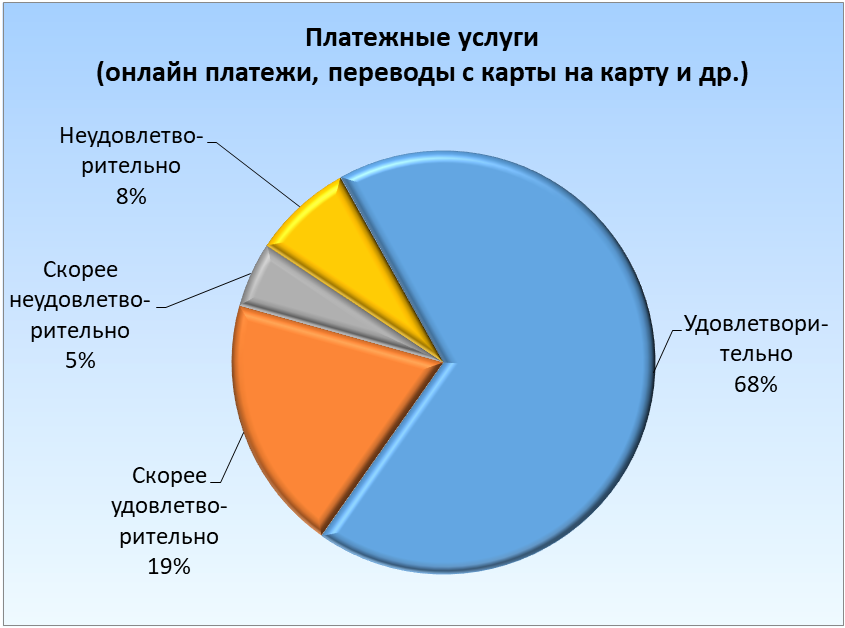 Платежные услуги
(онлайн платежи, переводы с карты на карту и др.)
Неудовлетво-
рительно
8%
Скорее
неудовлетво-
рительно
5%
Удовлетвори-
тельно
68%
Скорее
удовлетво-
рительно
19%